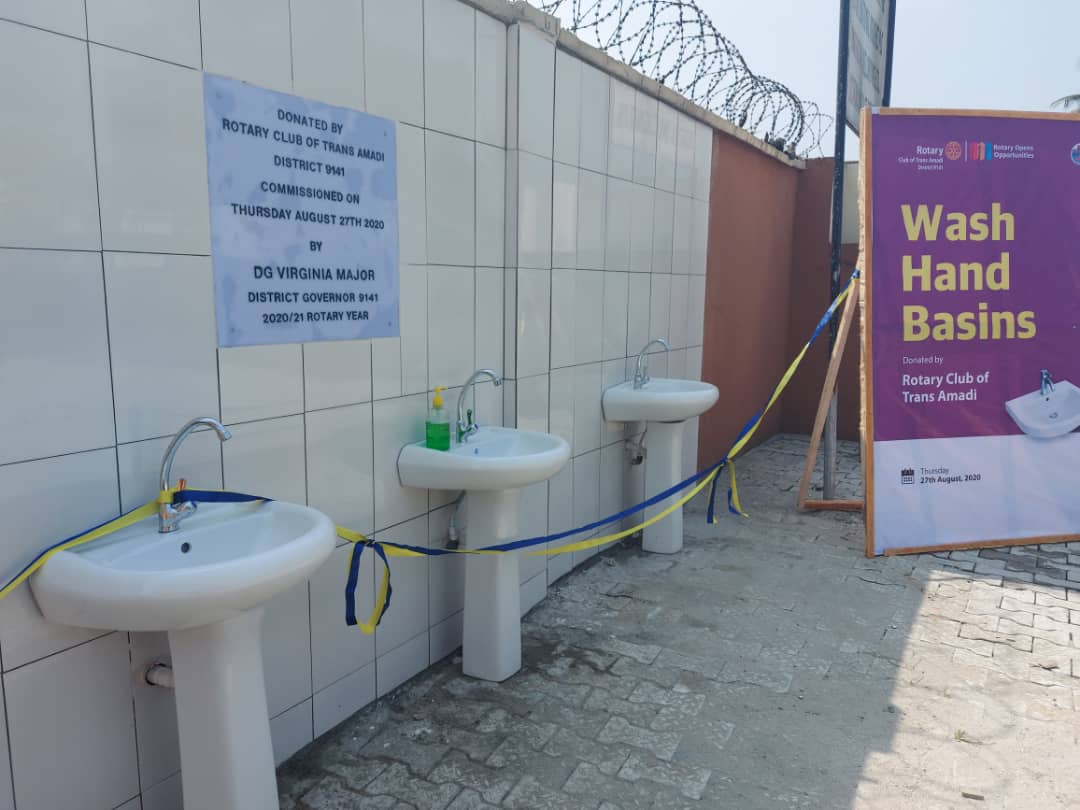 DONATED BY
ROTARY CLUB OF TRANS AMADI
DISTRICT 9141
COMMISSIONED ON
THURSDAY AUGUST 27TH 2020
BY
DG VIRGINIA MAJOR
DISTRICT GOVERNOR 9141
2020/21 ROTARY YEAR
Rotary
Club of Trans Amadi
District 9141
Rotary Opens
Opportunities
Wash
Hand
Basins
Donated by
Rotary Club of
Trans Amadi
Thursday
27th August, 2020